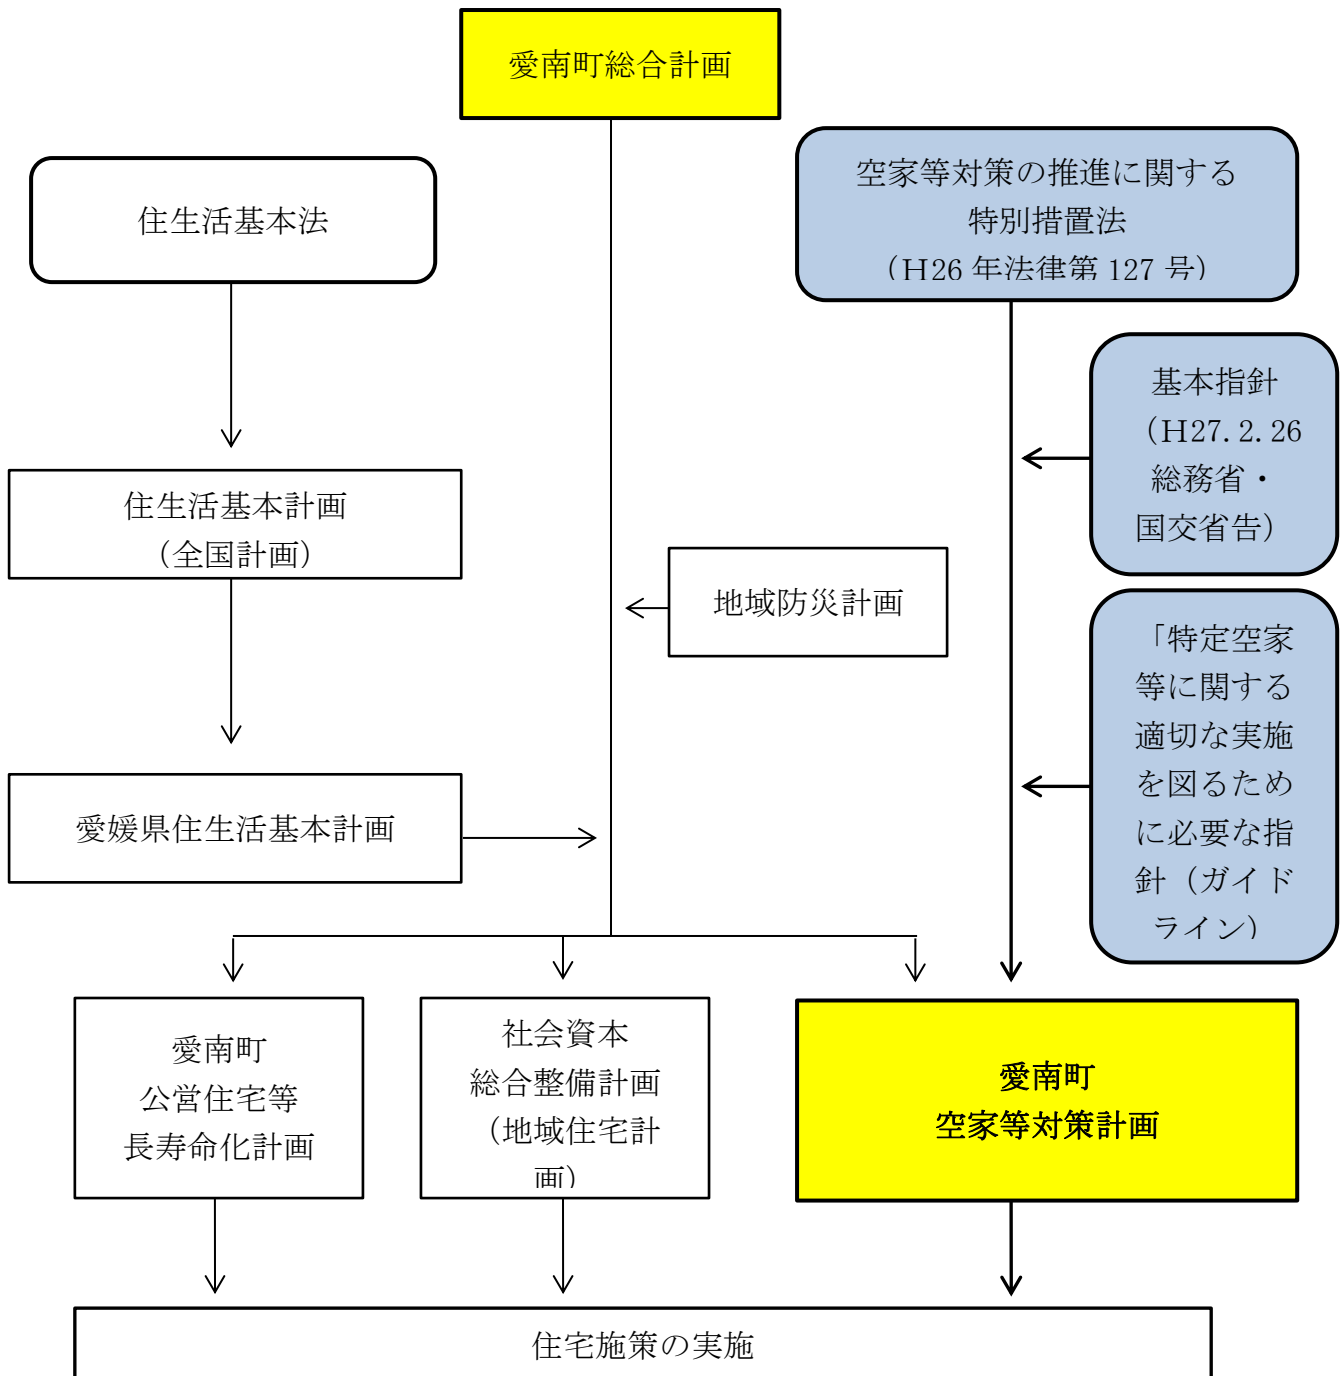 愛南町総合計画
住生活基本法
空家等対策の推進に関する
特別措置法
（H26 年法律第 127 号）
基本指針
（H27.2.26
総務省・
国交省告）
住生活基本計画
（全国計画）
地域防災計画
「特定空家
等に関する
適切な実施
を図るため
に必要な指
針（ガイド
ライン）
愛媛県住生活基本計画
愛南町
公営住宅等
長寿命化計画
社会資本
総合整備計画
（地域住宅計
画）
愛南町
空家等対策計画
住宅施策の実施